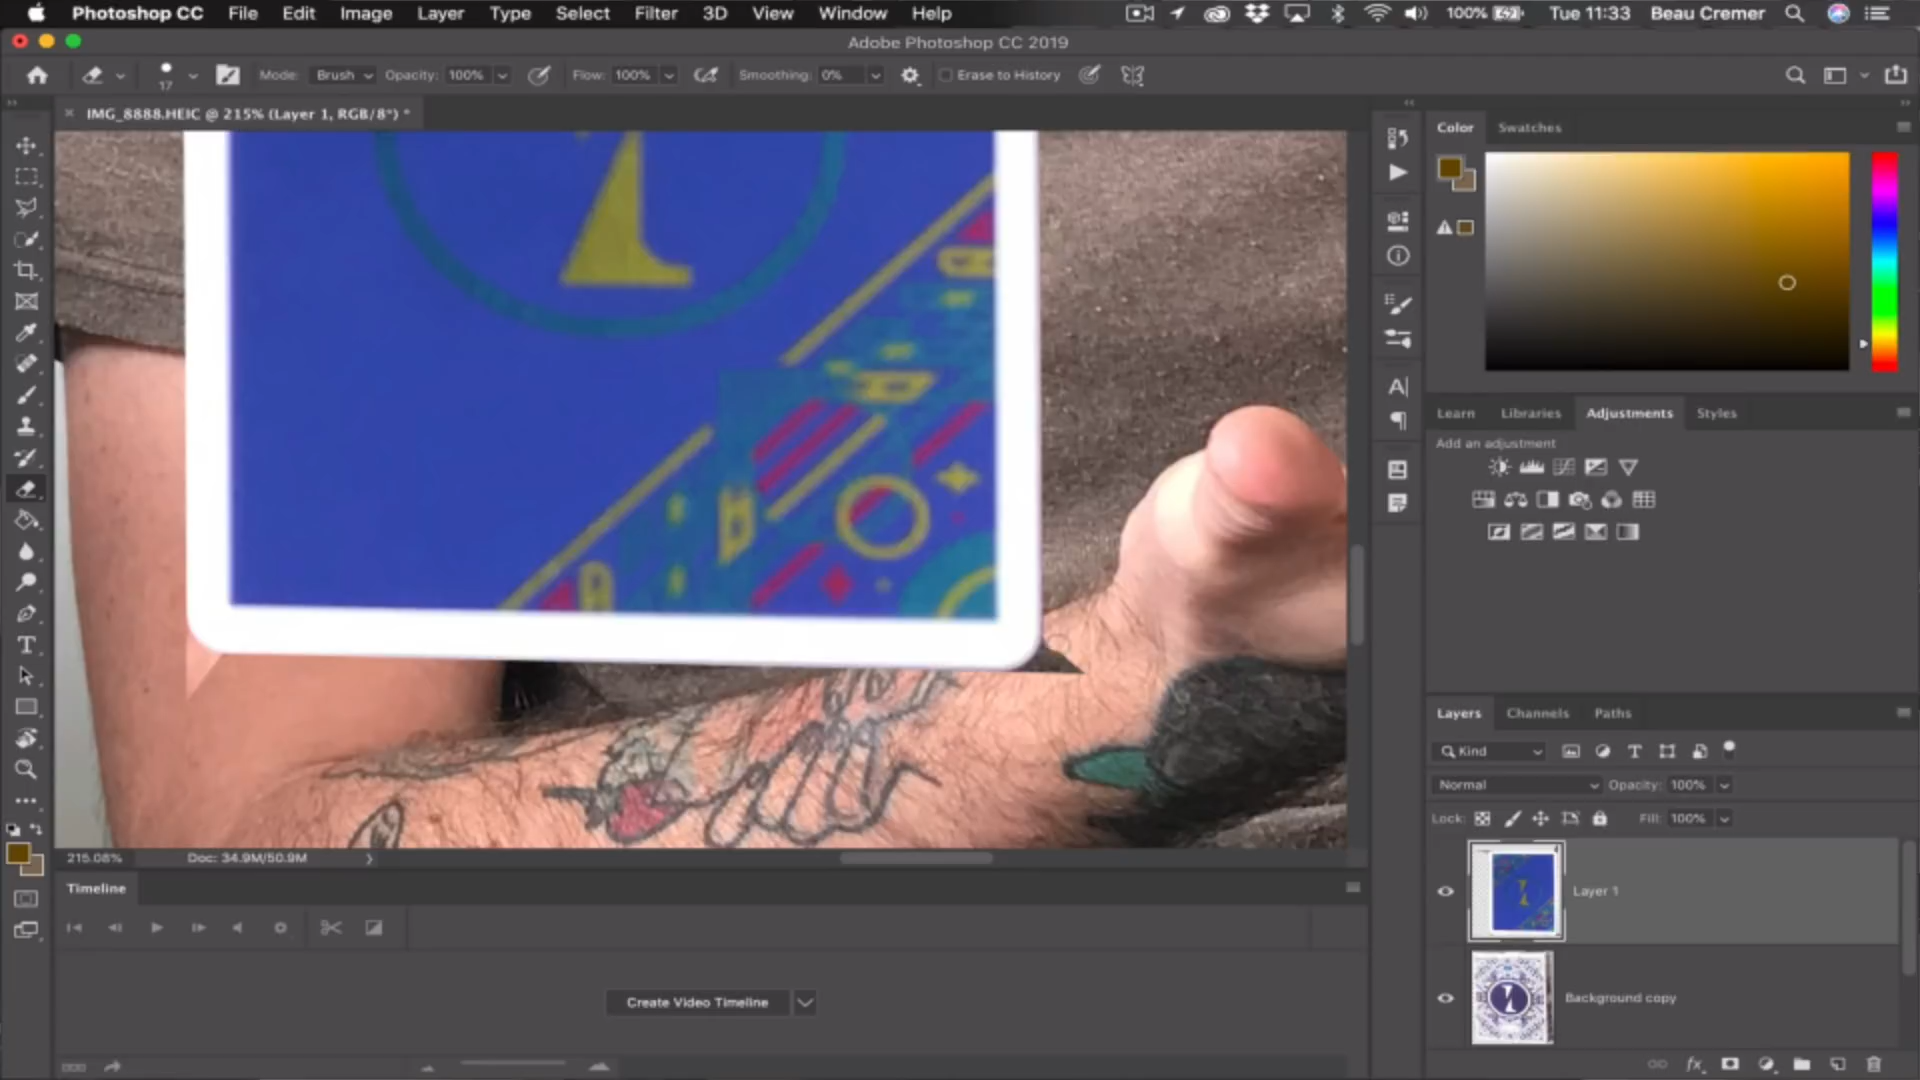 Photoshop CC File Edit Image Layer Type Select Filter 3D View Window Help 100% Tue 11:33 Beau Cremer
Adobe Photoshop CC 2019
17 Mode: Brush Opacity: 100% Flow: 100% Smoothing: 0% Erase to History
× IMG_8888.HEIC @ 215% (Layer 1, RGB/8*) *
Color Swatches
Learn Libraries Adjustments Styles
Add an adjustment
Layers Channels Paths
Kind
Normal Opacity: 100%
Lock: Fill: 100%
Layer 1
Background copy
215.08% Doc: 34.9M/50.9M
Timeline
Create Video Timeline